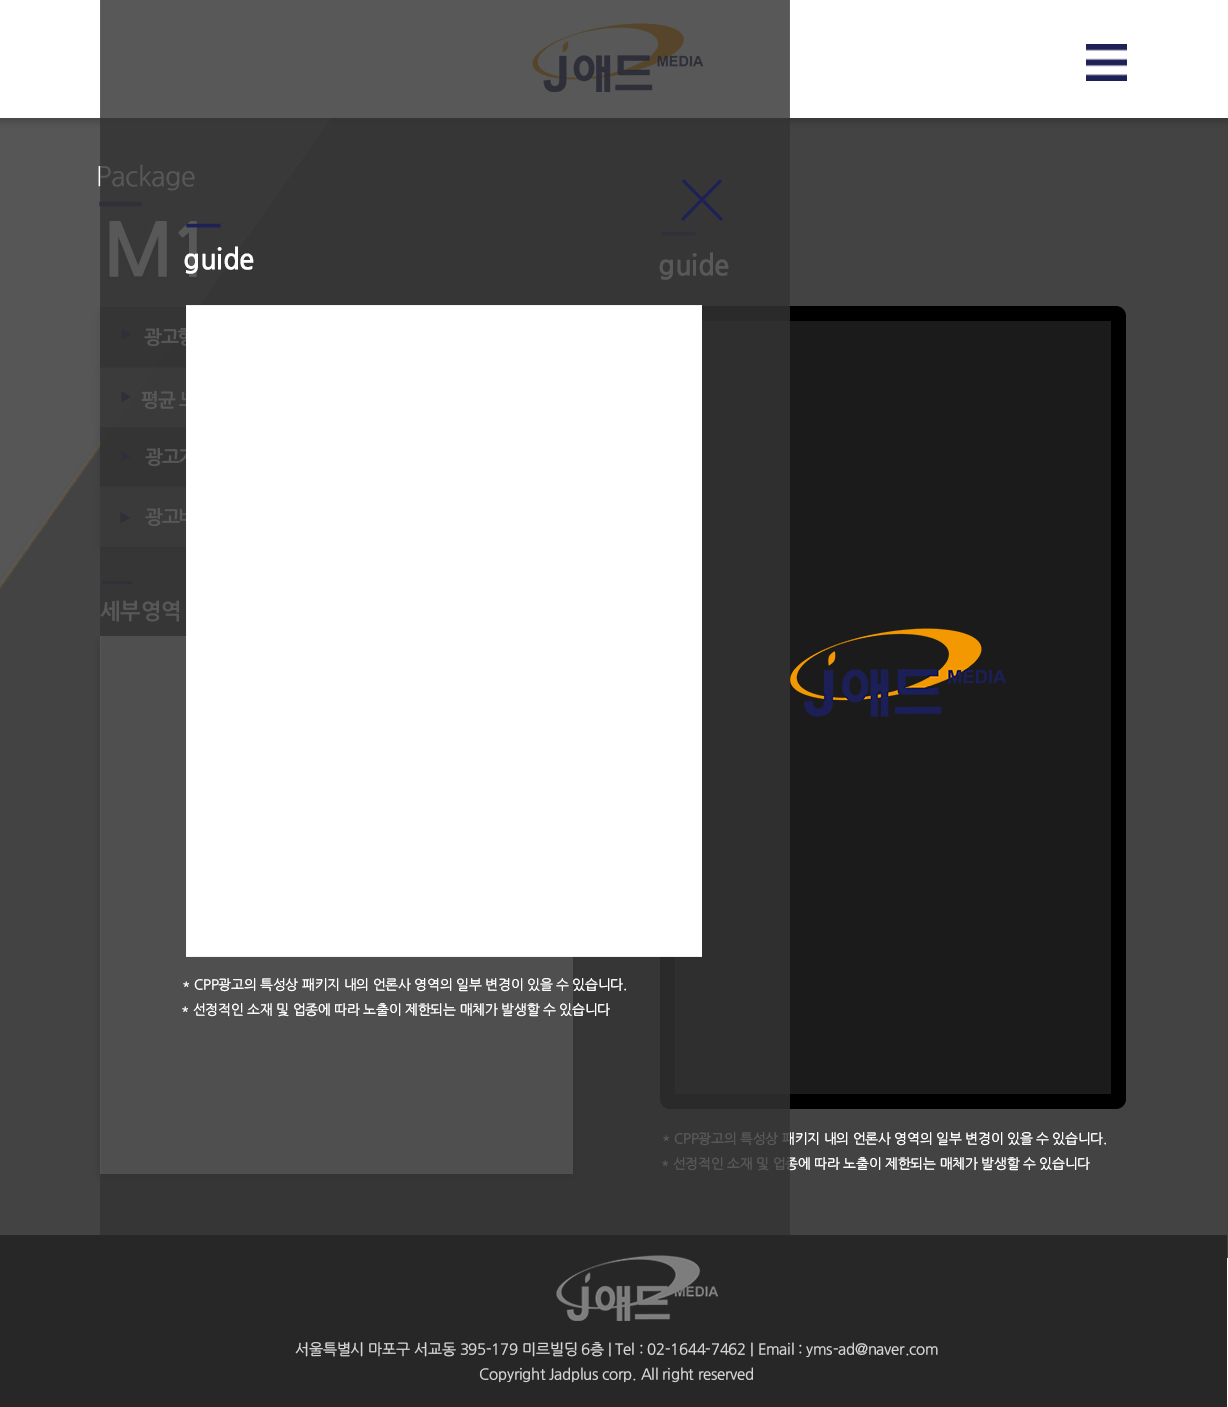 j애드 MEDIA
Package
M1
guide
guide
광고형
평균 노
광고지
광고비
세부영역
j애드 MEDIA
* CPP광고의 특성상 패키지 내의 언론사 영역의 일부 변경이 있을 수 있습니다.
* 선정적인 소재 및 업종에 따라 노출이 제한되는 매체가 발생할 수 있습니다
* CPP광고의 특성상 패키지 내의 언론사 영역의 일부 변경이 있을 수 있습니다.
* 선정적인 소재 및 업종에 따라 노출이 제한되는 매체가 발생할 수 있습니다
j애드 MEDIA
서울특별시 마포구 서교동 395-179 미르빌딩 6층 | Tel : 02-1644-7462 | Email : yms-ad@naver.com
Copyright Jadplus corp. All right reserved